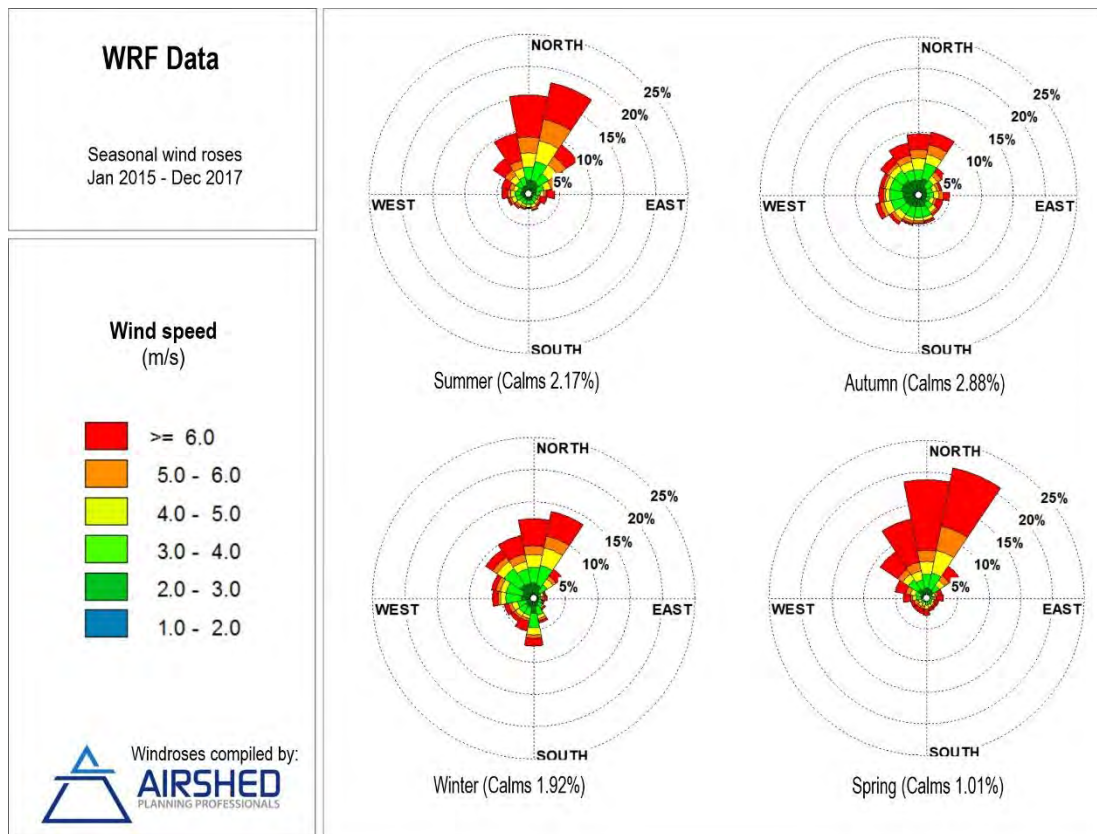 WRF Data
Seasonal wind roses
Jan 2015 - Dec 2017
Wind speed
(m/s)
>= 6.0
5.0 - 6.0
4.0 - 5.0
3.0 - 4.0
2.0 - 3.0
1.0 - 2.0
Windroses compiled by:
AIRSHED
PLANNING PROFESSIONALS
NORTH
25%
20%
15%
10%
5%
WEST
EAST
SOUTH
Summer (Calms 2.17%)
NORTH
25%
20%
15%
10%
5%
WEST
EAST
SOUTH
Autumn (Calms 2.88%)
NORTH
25%
20%
15%
10%
5%
WEST
EAST
SOUTH
Winter (Calms 1.92%)
NORTH
25%
20%
15%
10%
5%
WEST
EAST
SOUTH
Spring (Calms 1.01%)